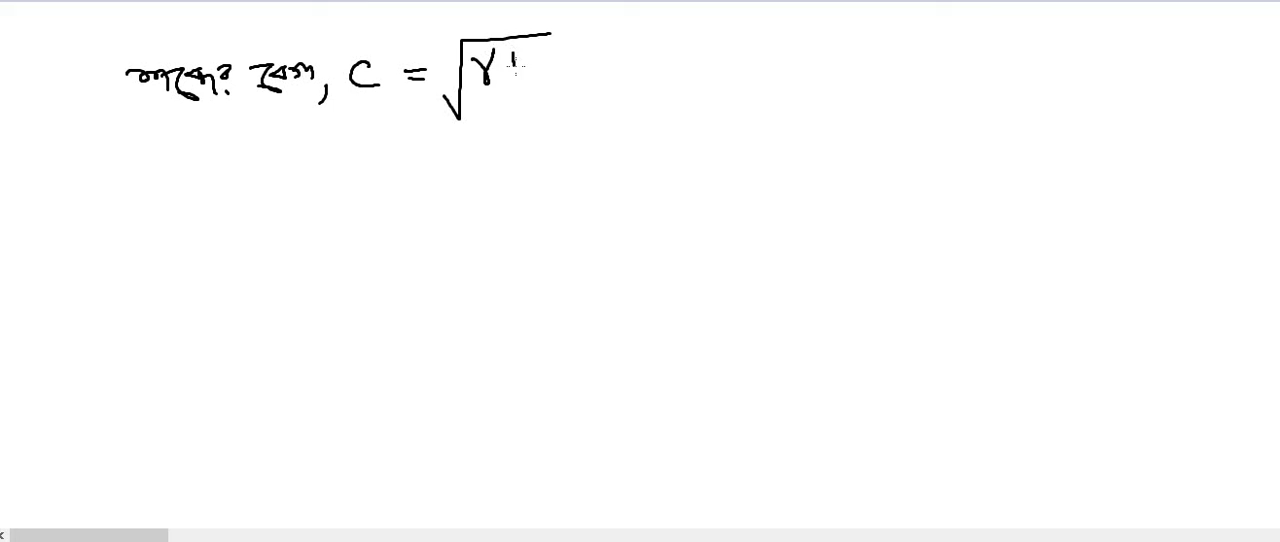 শব্দের বেগ, C = √γ